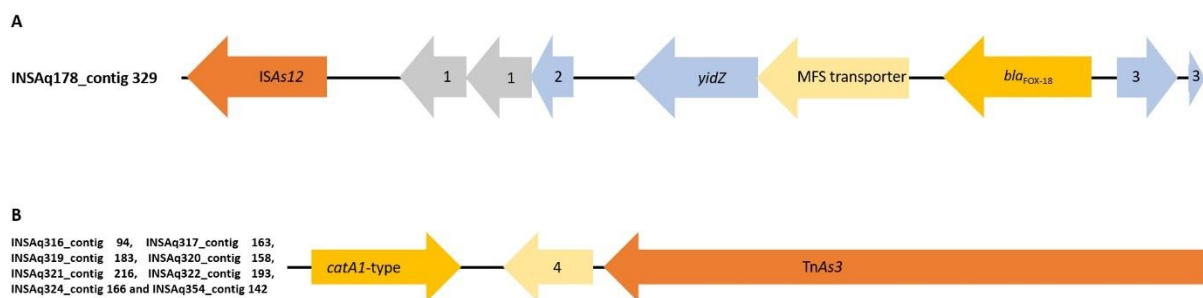 A
INSAq178_contig 329
ISAs12
1
1
2
yidZ
MFS transporter
blaFOX-18
3
3
B
INSAq316_contig 94, INSAq317_contig 163,
INSAq319_contig 183, INSAq320_contig 158,
INSAq321_contig 216, INSAq322_contig 193,
INSAq324_contig 166 and INSAq354_contig 142
catA1-type
4
TnAs3